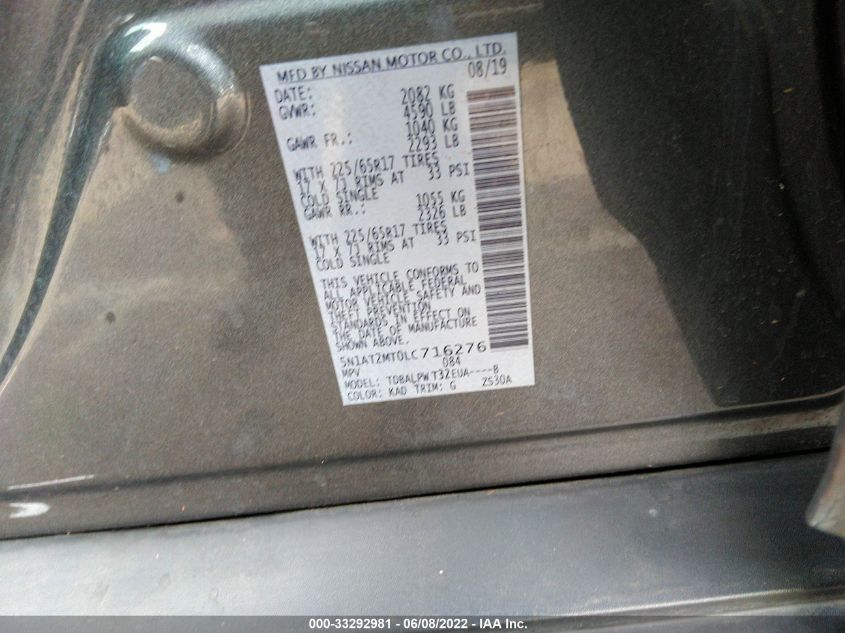 MFD BY NISSAN MOTOR CO., LTD.
DATE: 08/19
GVWR: 2082 KG
4590 LB
GAWR FR.: 1040 KG
2293 LB
WITH 225/65R17 TIRES
17 X 7J RIMS AT 33 PSI
COLD SINGLE
GAWR RR.: 1055 KG
2326 LB
WITH 225/65R17 TIRES
17 X 7J RIMS AT 33 PSI
COLD SINGLE
THIS VEHICLE CONFORMS TO
ALL APPLICABLE FEDERAL
MOTOR VEHICLE SAFETY AND
THEFT PREVENTION
STANDARDS IN EFFECT ON
THE DATE OF MANUFACTURE
SHOWN ABOVE.
5N1AT2MT0LC716276
MPV 084
MODEL: TDBALPWT32EUA----B
COLOR: KAD TRIM: G ZS30A
000-33292981 - 06/08/2022 - IAA Inc.